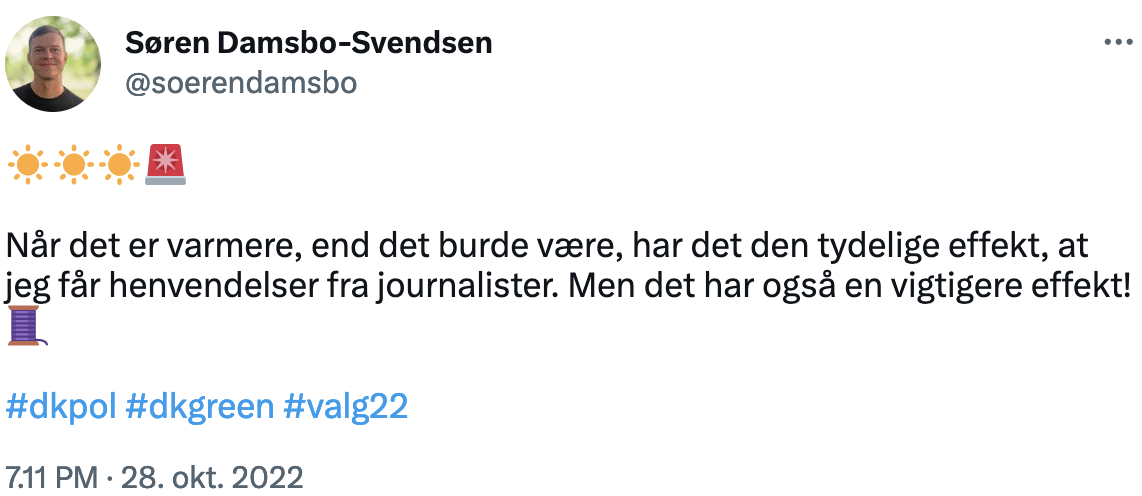 Søren Damsbo-Svendsen
@soerendamsbo
☀️☀️☀️🚨
Når det er varmere, end det burde være, har det den tydelige effekt, at
jeg får henvendelser fra journalister. Men det har også en vigtigere effekt!
🧵
#dkpol #dkgreen #valg22
7.11 PM · 28. okt. 2022